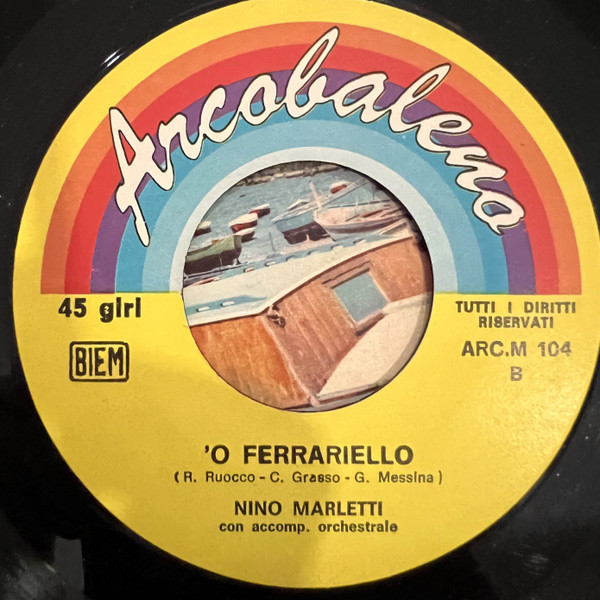 Arcobaleno
45 giri
TUTTI I DIRITTI
RISERVATI
BIEM
ARC.M 104
B
'O FERRARIELLO
( R. Ruocco - C. Grasso - G. Messina )
NINO MARLETTI
con accomp. orchestrale